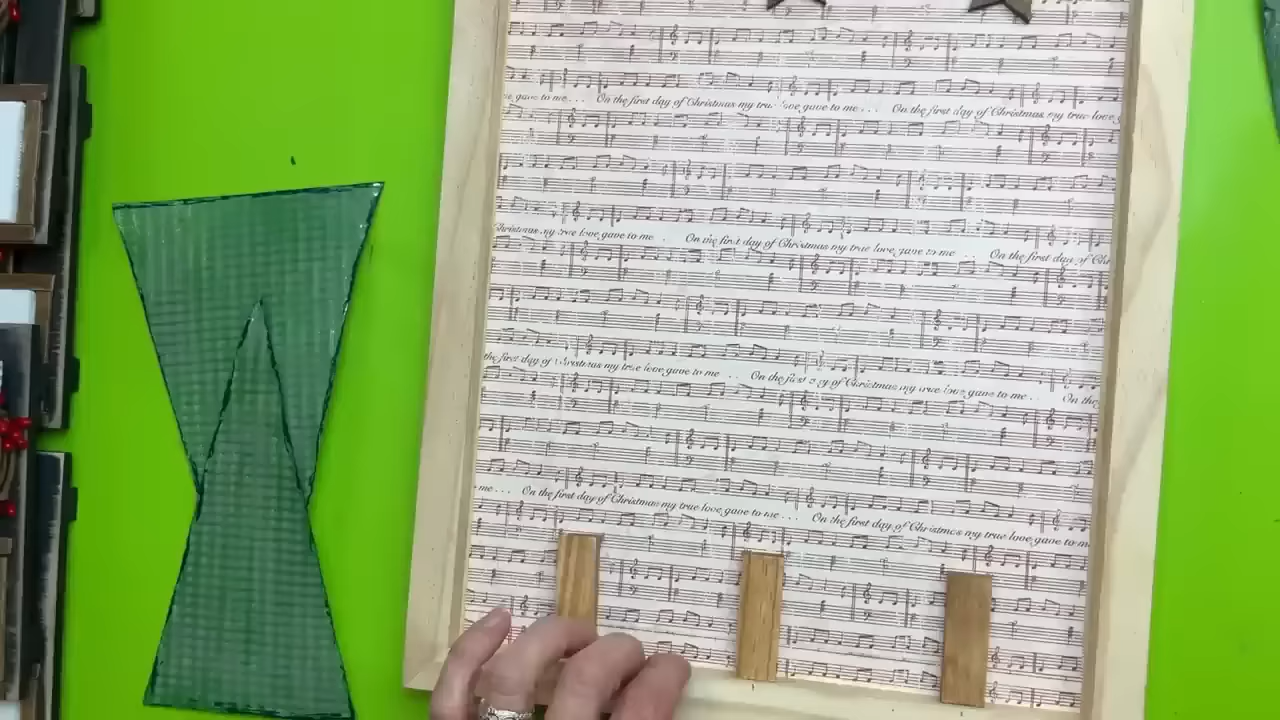 gave to me . . . On the first day of Christmas my true love gave to me . . . On the first day of Christmas my true love
Christmas my true love gave to me . On the first day of Christmas my true love gave to me . . On the first day of
the first day of Christmas my true love gave to me . . . On the first day of Christmas my true love gave to me . . On the
me . . . On the first day of Christmas my true love gave to me . . . On the first day of Christmas my true love gave to